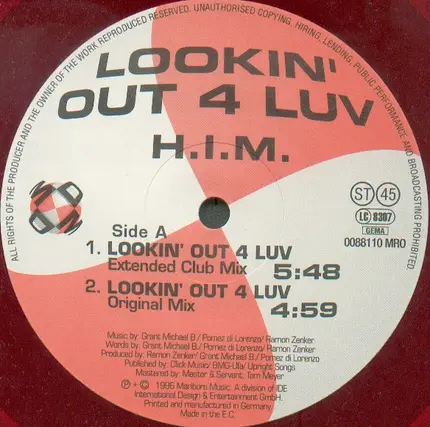 ALL RIGHTS OF THE PRODUCER AND THE OWNER OF THE WORK REPRODUCED RESERVED. UNAUTHORISED COPYING, HIRING, LENDING, PUBLIC PERFORMANCE AND BROADCASTING PROHIBITED
LOOKIN'
OUT 4 LUV
H.I.M.
ST 45
LC 8307
GEMA
0088110 MRO
Side A
1. LOOKIN' OUT 4 LUV
Extended Club Mix 5:48
2. LOOKIN' OUT 4 LUV
Original Mix 4:59
Music by: Grant Michael B./ Pomez di Lorenzo/ Ramon Zenker
Words by: Grant Michael B./ Pomez di Lorenzo/ Ramon Zenker
Produced by: Ramon Zenker/ Grant Michael B./ Pomez di Lorenzo
Published by: Click Music/ BMG-Ufa/ Upright Songs
Mastered by: Master & Servant: Tom Meyer
℗ + © 1996 Mariboris Music. A division of IDE
International Design & Entertainment GmbH.
Printed and manufactured in Germany.
Made in the E.C.